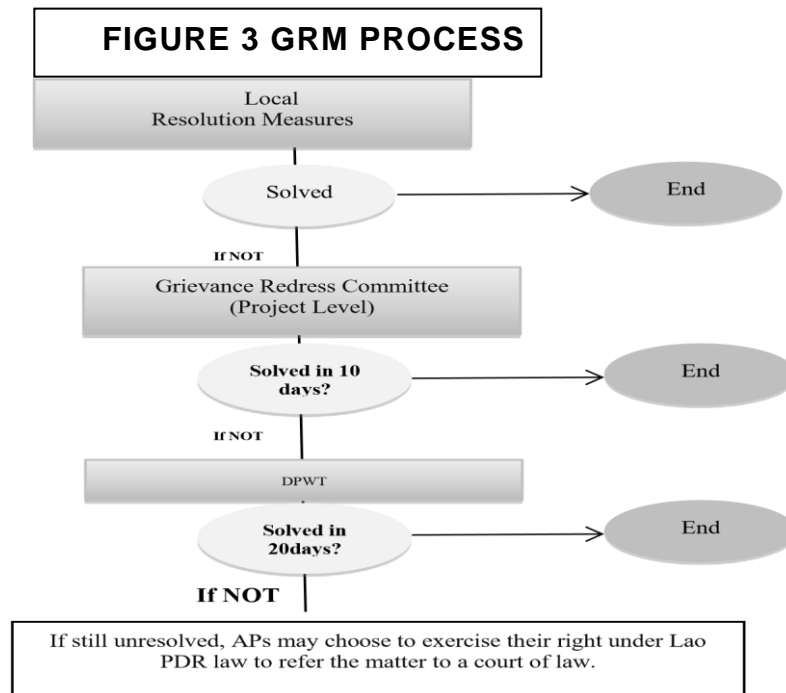 FIGURE 3 GRM PROCESS
Local
Resolution Measures
Solved
End
If NOT
Grievance Redress Committee
(Project Level)
Solved in 10
days?
End
If NOT
DPWT
Solved in
20days?
End
If NOT
If still unresolved, APs may choose to exercise their right under Lao
PDR law to refer the matter to a court of law.